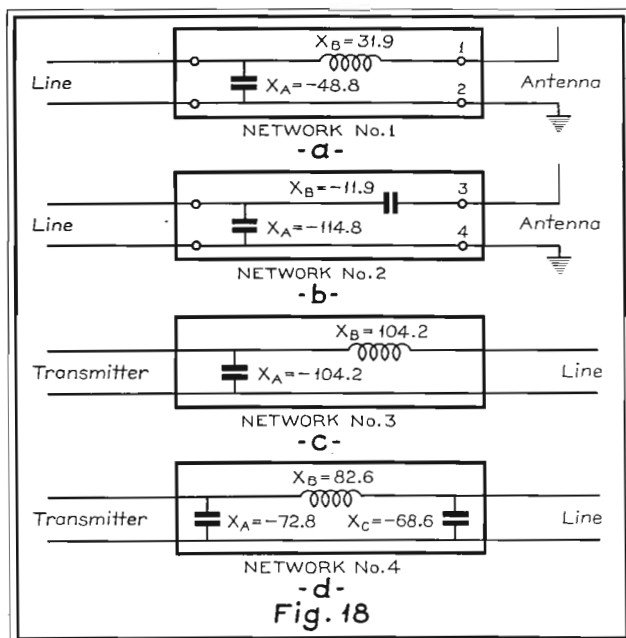 X_B=31.9
1
Line
X_A=-48.8
Antenna
2
NETWORK No.1
-a-
X_B=-11.9
3
Line
X_A=-114.8
Antenna
4
NETWORK No.2
-b-
X_B=104.2
Transmitter
X_A=-104.2
Line
NETWORK No.3
-c-
X_B=82.6
Transmitter
X_A=-72.8
X_C=-68.6
Line
NETWORK No.4
-d-
Fig. 18